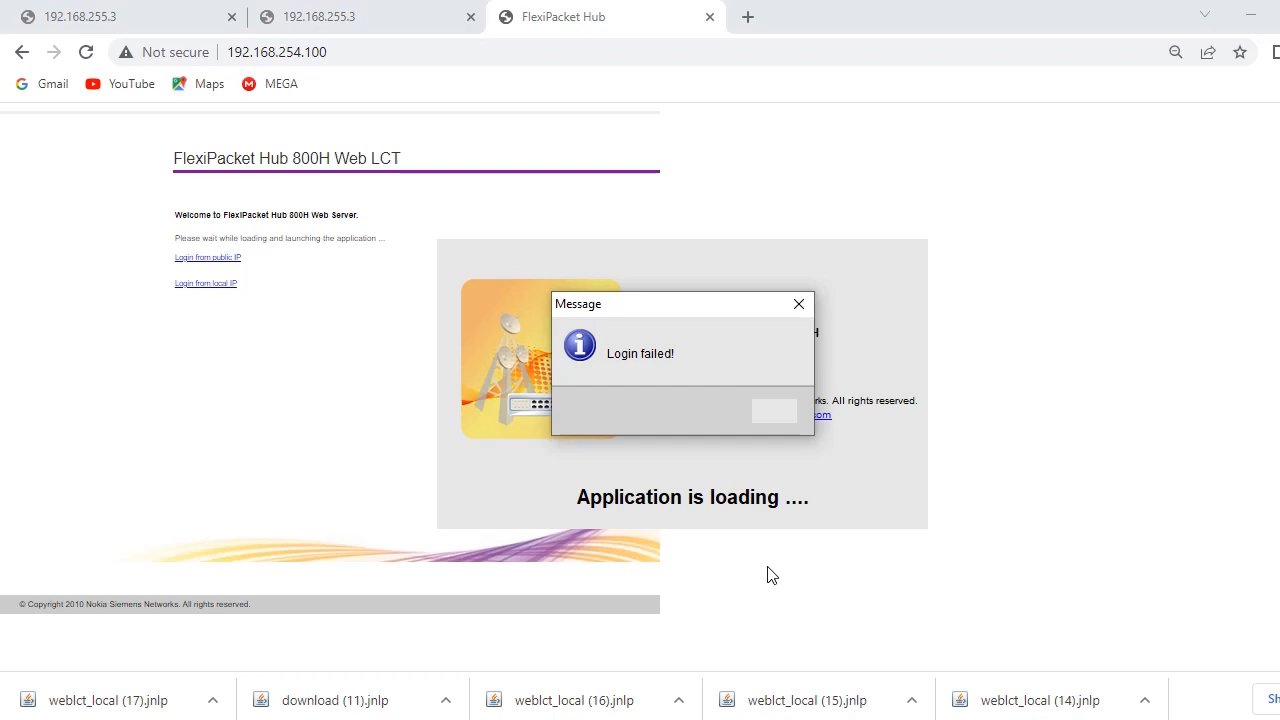 192.168.255.3
192.168.255.3
FlexiPacket Hub
Not secure
192.168.254.100
Gmail
YouTube
Maps
MEGA
FlexiPacket Hub 800H Web LCT
Welcome to FlexiPacket Hub 800H Web Server.
Please wait while loading and launching the application ...
Login from public IP
Login from local IP
Message
Login failed!
H
rks. All rights reserved.
com
Application is loading ....
© Copyright 2010 Nokia Siemens Networks. All rights reserved.
weblct_local (17).jnlp
download (11).jnlp
weblct_local (16).jnlp
weblct_local (15).jnlp
weblct_local (14).jnlp
Sh